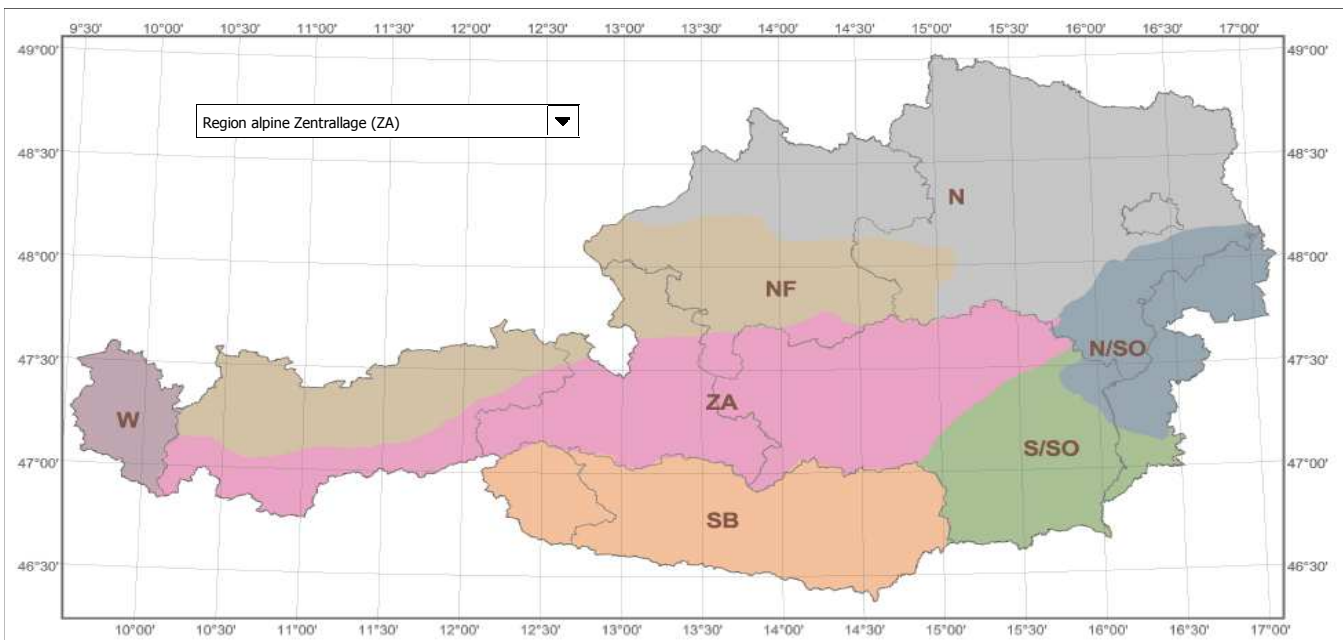 9°30' 10°00' 10°30' 11°00' 11°30' 12°00' 12°30' 13°00' 13°30' 14°00' 14°30' 15°00' 15°30' 16°00' 16°30' 17°00'
49°00' 49°00'
Region alpine Zentrallage (ZA)
48°30' 48°30'
N
48°00' 48°00'
NF
47°30' N/SO 47°30'
W ZA
S/SO
47°00' 47°00'
SB
46°30' 46°30'
10°00' 10°30' 11°00' 11°30' 12°00' 12°30' 13°00' 13°30' 14°00' 14°30' 15°00' 15°30' 16°00' 16°30' 17°00'